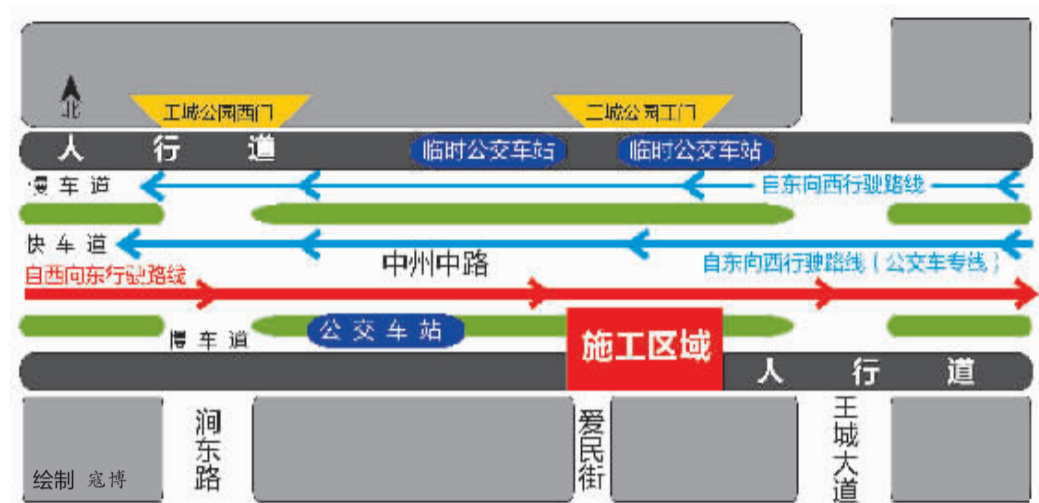 北
王城公园西门
王城公园正门
人行道
临时公交车站
临时公交车站
慢车道
自东向西行驶路线
快车道
中州中路
自东向西行驶路线(公交车专线)
自西向东行驶路线
慢车道
公交车站
施工区域
人行道
涧东路
爱民街
王城大道
绘制 寇博